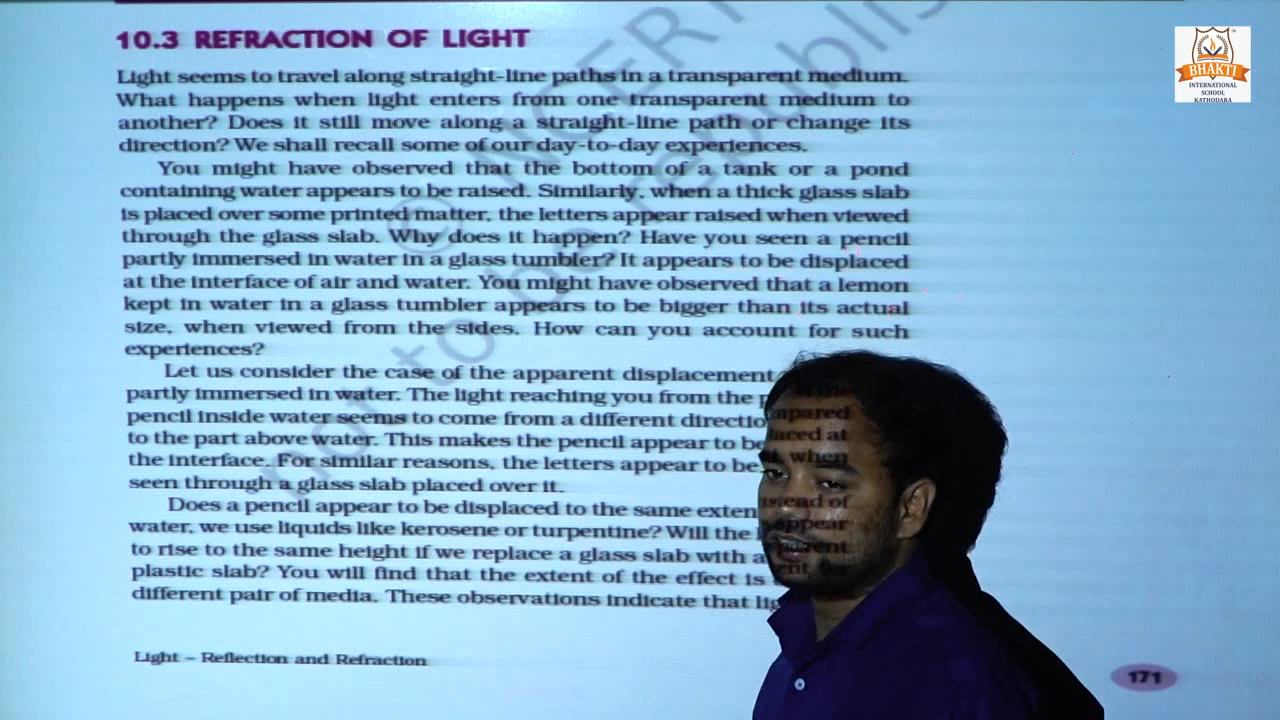 10.3 REFRACTION OF LIGHT
BHAKTI
INTERNATIONAL
SCHOOL
KATHODARA
Light seems to travel along straight-line paths in a transparent medium.
What happens when light enters from one transparent medium to
another? Does it still move along a straight-line path or change its
direction? We shall recall some of our day-to-day experiences.
You might have observed that the bottom of a tank or a pond
containing water appears to be raised. Similarly, when a thick glass slab
is placed over some printed matter, the letters appear raised when viewed
through the glass slab. Why does it happen? Have you seen a pencil
partly immersed in water in a glass tumbler? It appears to be displaced
at the interface of air and water. You might have observed that a lemon
kept in water in a glass tumbler appears to be bigger than its actual
size, when viewed from the sides. How can you account for such
experiences?
Let us consider the case of the apparent displacement
partly immersed in water. The light reaching you from the
pencil inside water seems to come from a different directio mpared
to the part above water. This makes the pencil appear to be laced at
the interface. For similar reasons, the letters appear to be when
seen through a glass slab placed over it.
Does a pencil appear to be displaced to the same exten nstead of
water, we use liquids like kerosene or turpentine? Will the appear
to rise to the same height if we replace a glass slab with a
plastic slab? You will find that the extent of the effect is
different pair of media. These observations indicate that lig
Light – Reflection and Refraction
171
© NCERT
not to be republis